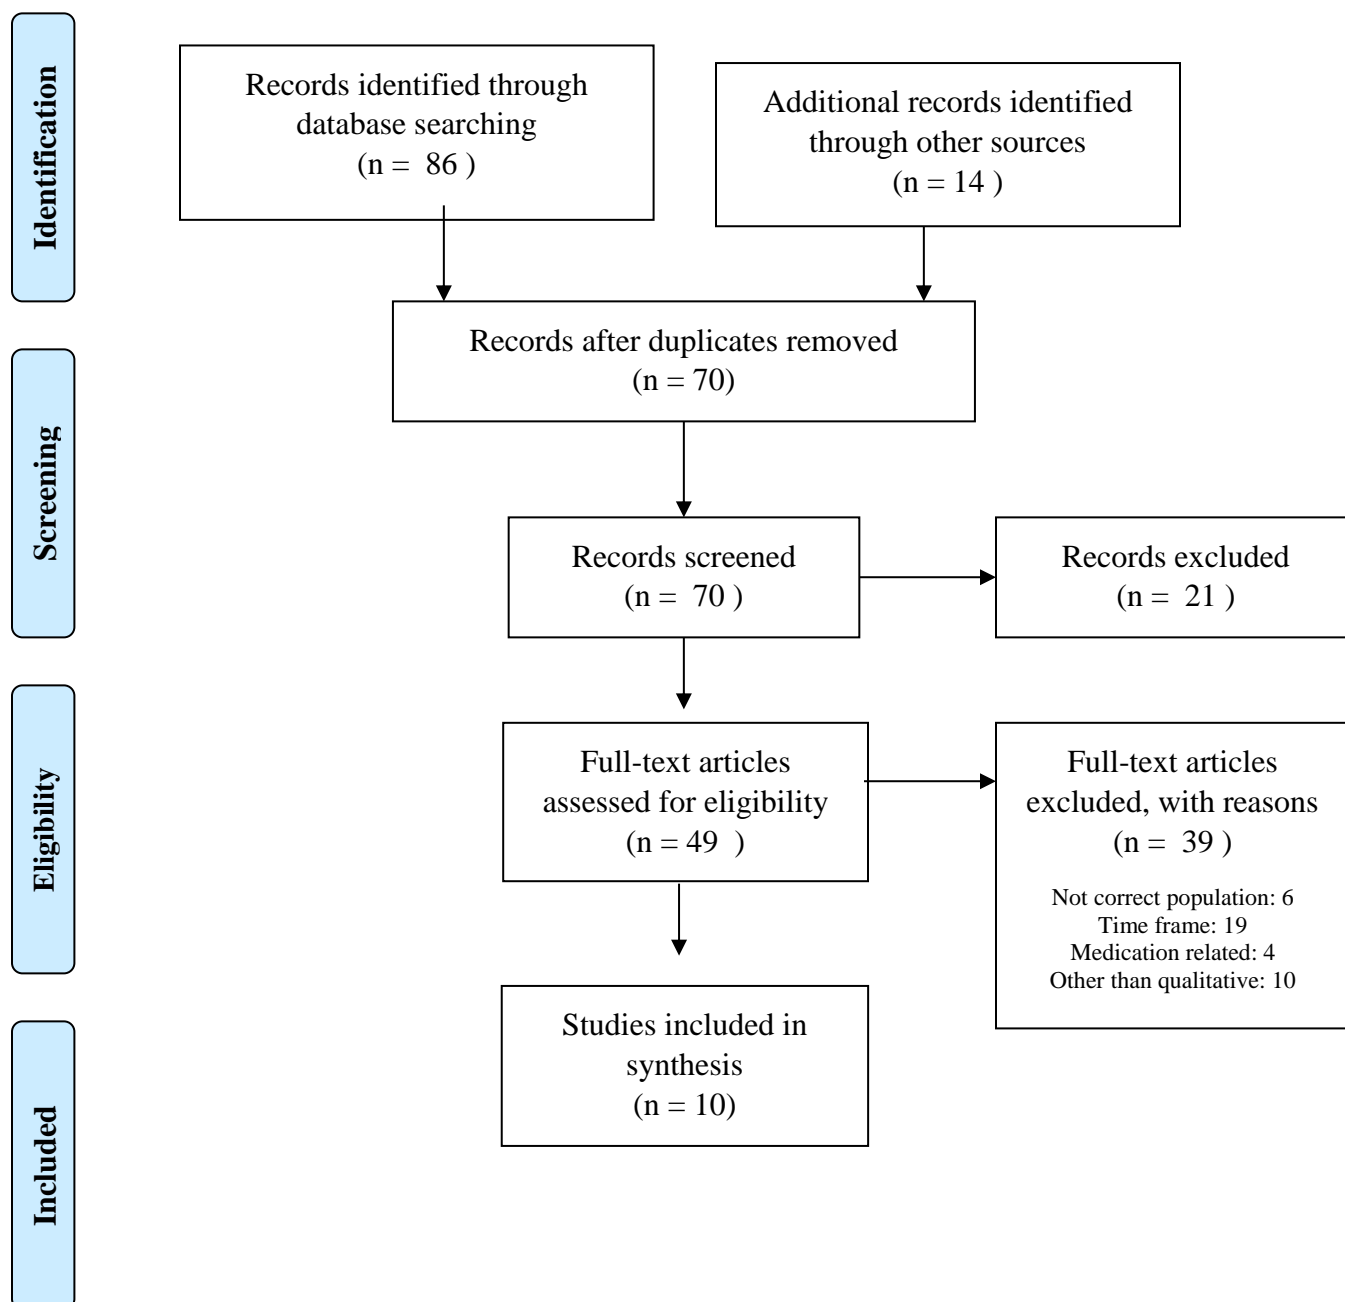 Identification
Records identified through
database searching
(n = 86 )
Additional records identified
through other sources
(n = 14 )
Records after duplicates removed
(n = 70)
Screening
Records screened
(n = 70 )
Records excluded
(n = 21 )
Eligibility
Full-text articles
assessed for eligibility
(n = 49 )
Full-text articles
excluded, with reasons
(n = 39 )
Not correct population: 6
Time frame: 19
Medication related: 4
Other than qualitative: 10
Included
Studies included in
synthesis
(n = 10)